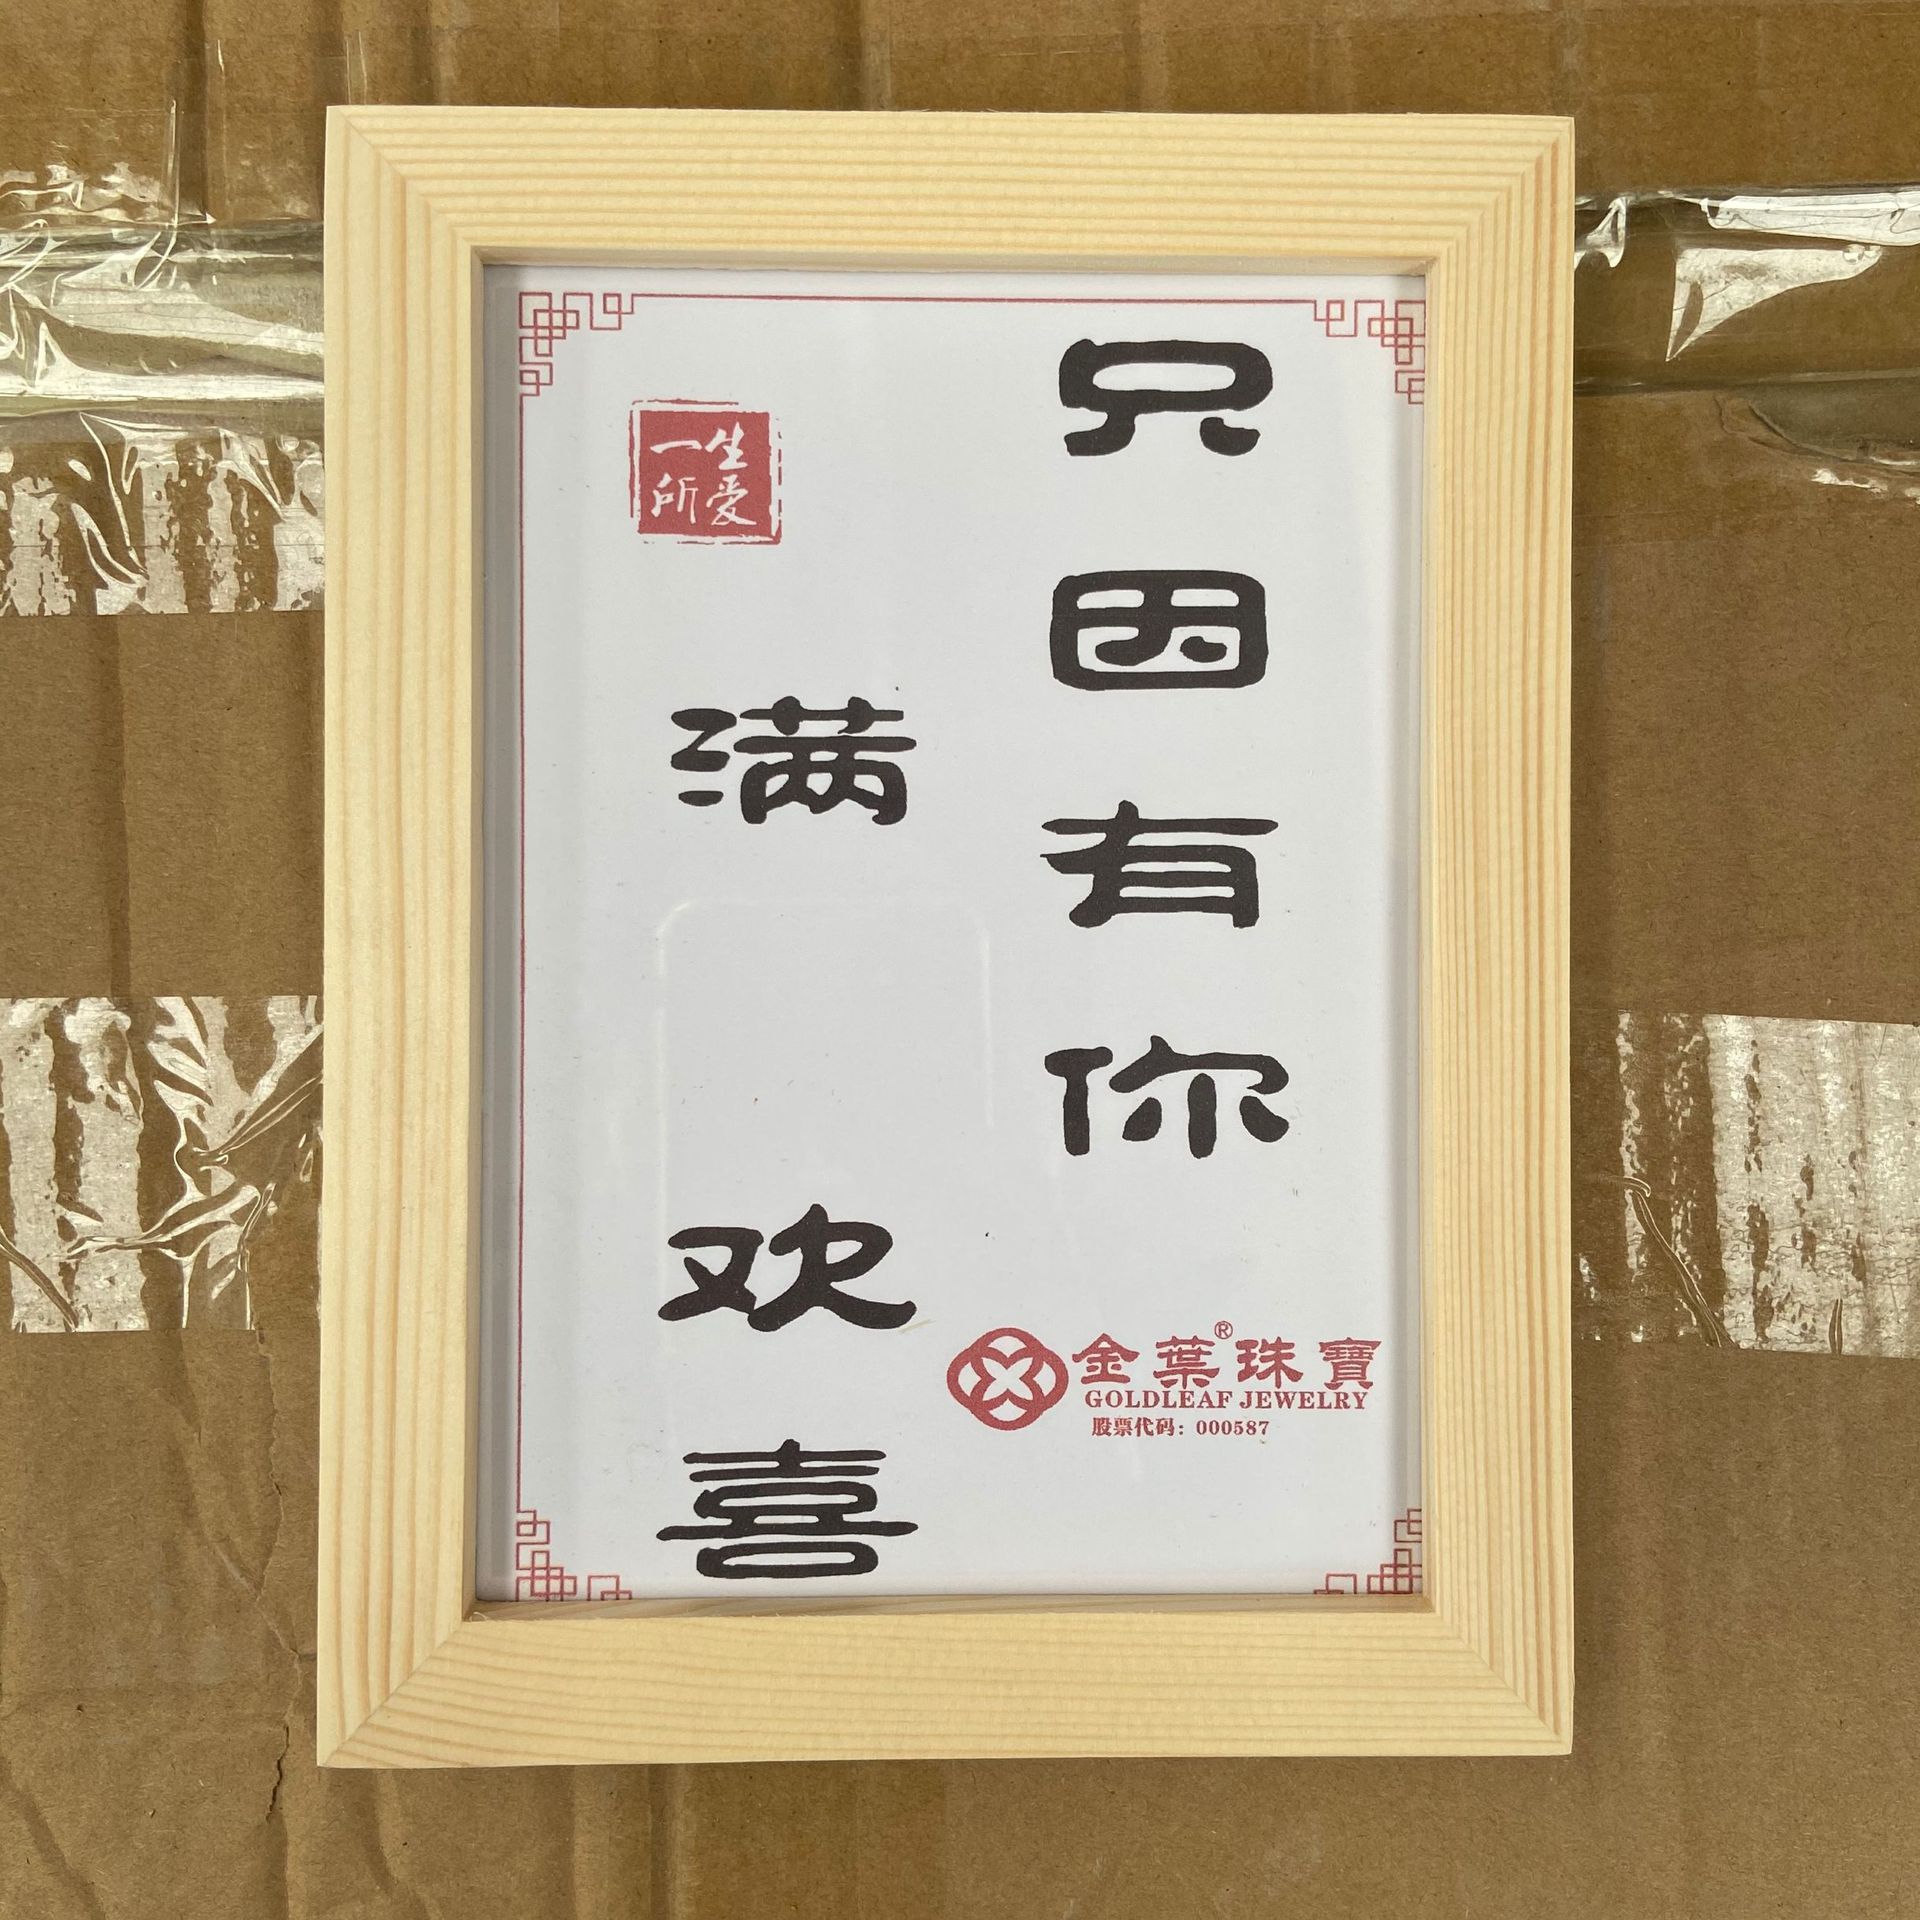 只因有你
满 欢喜
一生
所爱
金葉®珠寶
GOLDLEAF JEWELRY
股票代码：000587